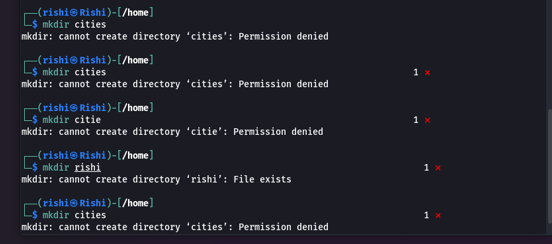 ┌──(rishi㉿Rishi)-[/home]
└─$ mkdir cities
mkdir: cannot create directory ‘cities’: Permission denied
┌──(rishi㉿Rishi)-[/home]
└─$ mkdir cities 1 ⨯
mkdir: cannot create directory ‘cities’: Permission denied
┌──(rishi㉿Rishi)-[/home]
└─$ mkdir citie 1 ⨯
mkdir: cannot create directory ‘citie’: Permission denied
┌──(rishi㉿Rishi)-[/home]
└─$ mkdir rishi 1 ⨯
mkdir: cannot create directory ‘rishi’: File exists
┌──(rishi㉿Rishi)-[/home]
└─$ mkdir cities 1 ⨯
mkdir: cannot create directory ‘cities’: Permission denied